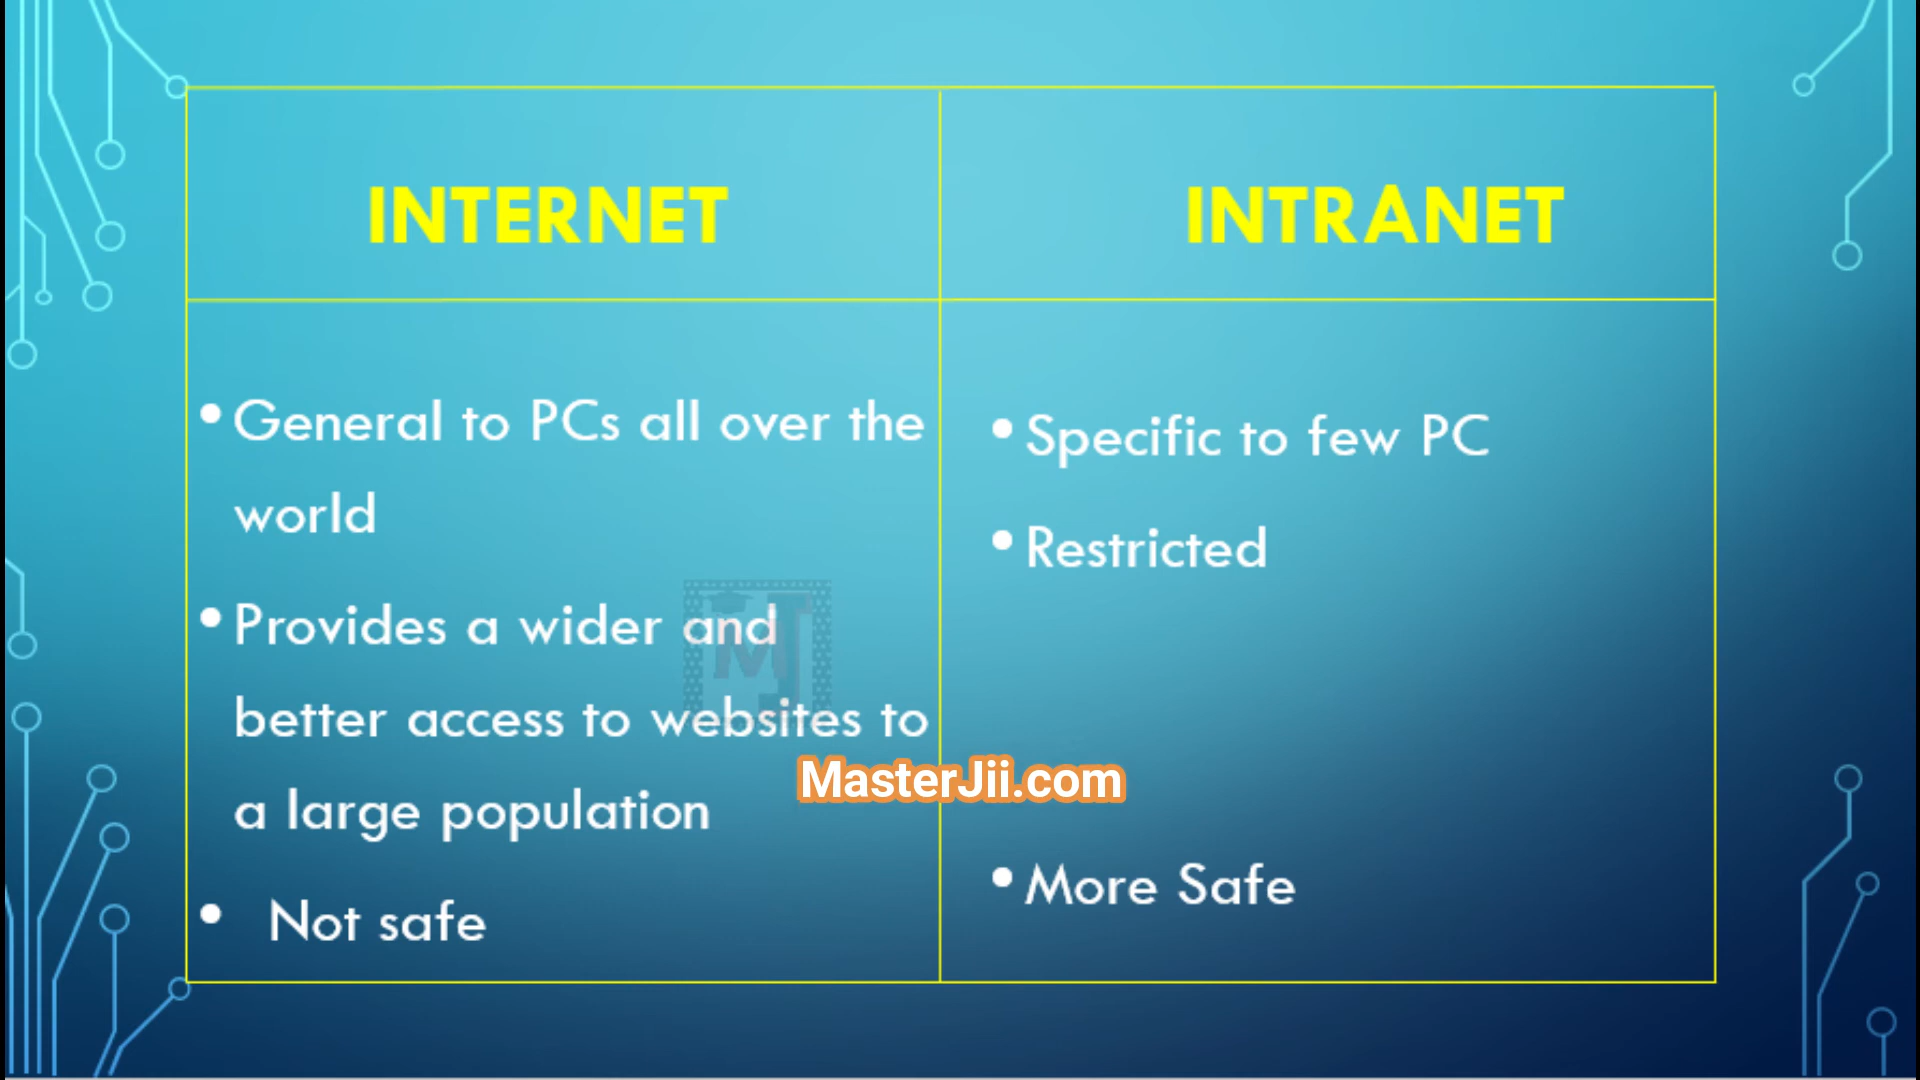 INTERNET
INTRANET
• General to PCs all over the
world
• Provides a wider and
better access to websites to
a large population
• Not safe
• Specific to few PC
• Restricted
• More Safe
MJ
MasterJii.com